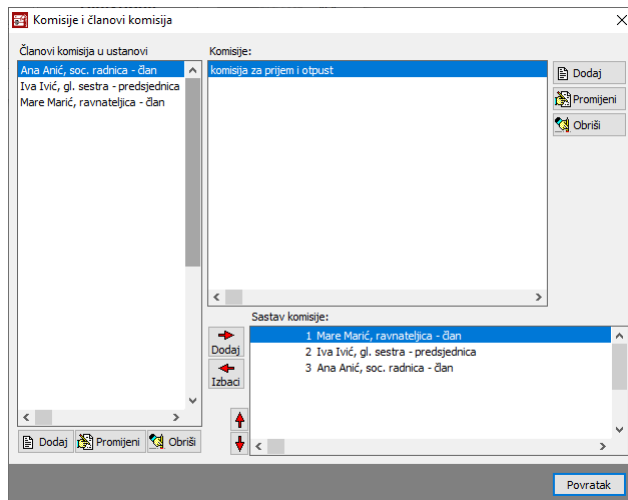 Komisije i članovi komisija
Članovi komisija u ustanovi
Ana Anić, soc. radnica - član
Iva Ivić, gl. sestra - predsjednica
Mare Marić, ravnateljica - član
Dodaj
Promijeni
Obriši
Komisije:
komisija za prijem i otpust
Dodaj
Promijeni
Obriši
Sastav komisije:
Dodaj
Izbaci
1 Mare Marić, ravnateljica - član
2 Iva Ivić, gl. sestra - predsjednica
3 Ana Anić, soc. radnica - član
Povratak